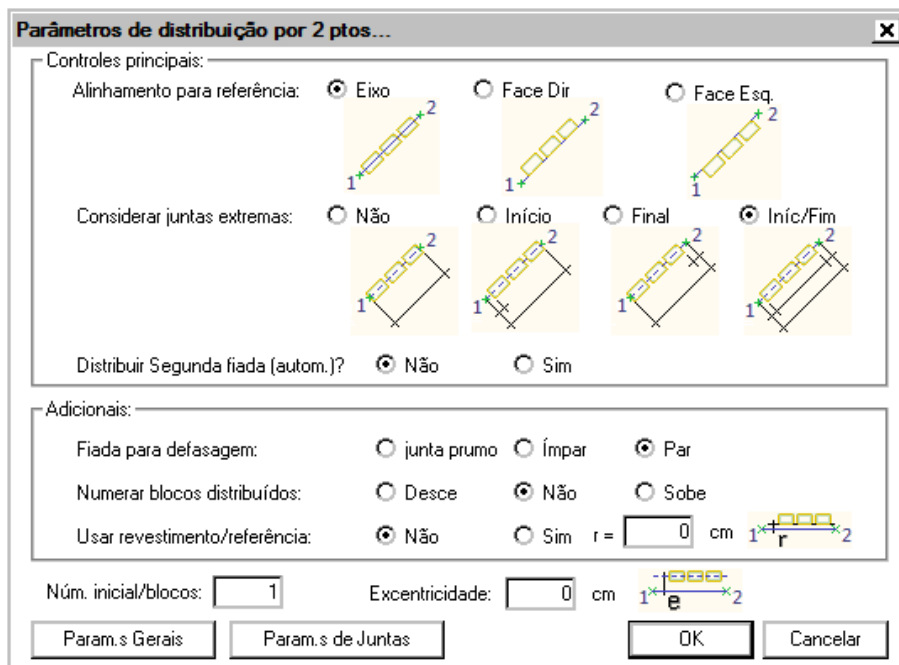 Parâmetros de distribuição por 2 ptos...
Controles principais:
Alinhamento para referência: Eixo Face Dir Face Esq.
1 2 1 2 1 2
Considerar juntas extremas: Não Início Final Iníc/Fim
1 2 1 2 1 2 1 2
Distribuir Segunda fiada (autom.)? Não Sim
Adicionais:
Fiada para defasagem: junta prumo Ímpar Par
Numerar blocos distribuídos: Desce Não Sobe
Usar revestimento/referência: Não Sim r = 0 cm 1 r 2
Núm. inicial/blocos: 1 Excentricidade: 0 cm 1 e 2
Param.s Gerais Param.s de Juntas OK Cancelar